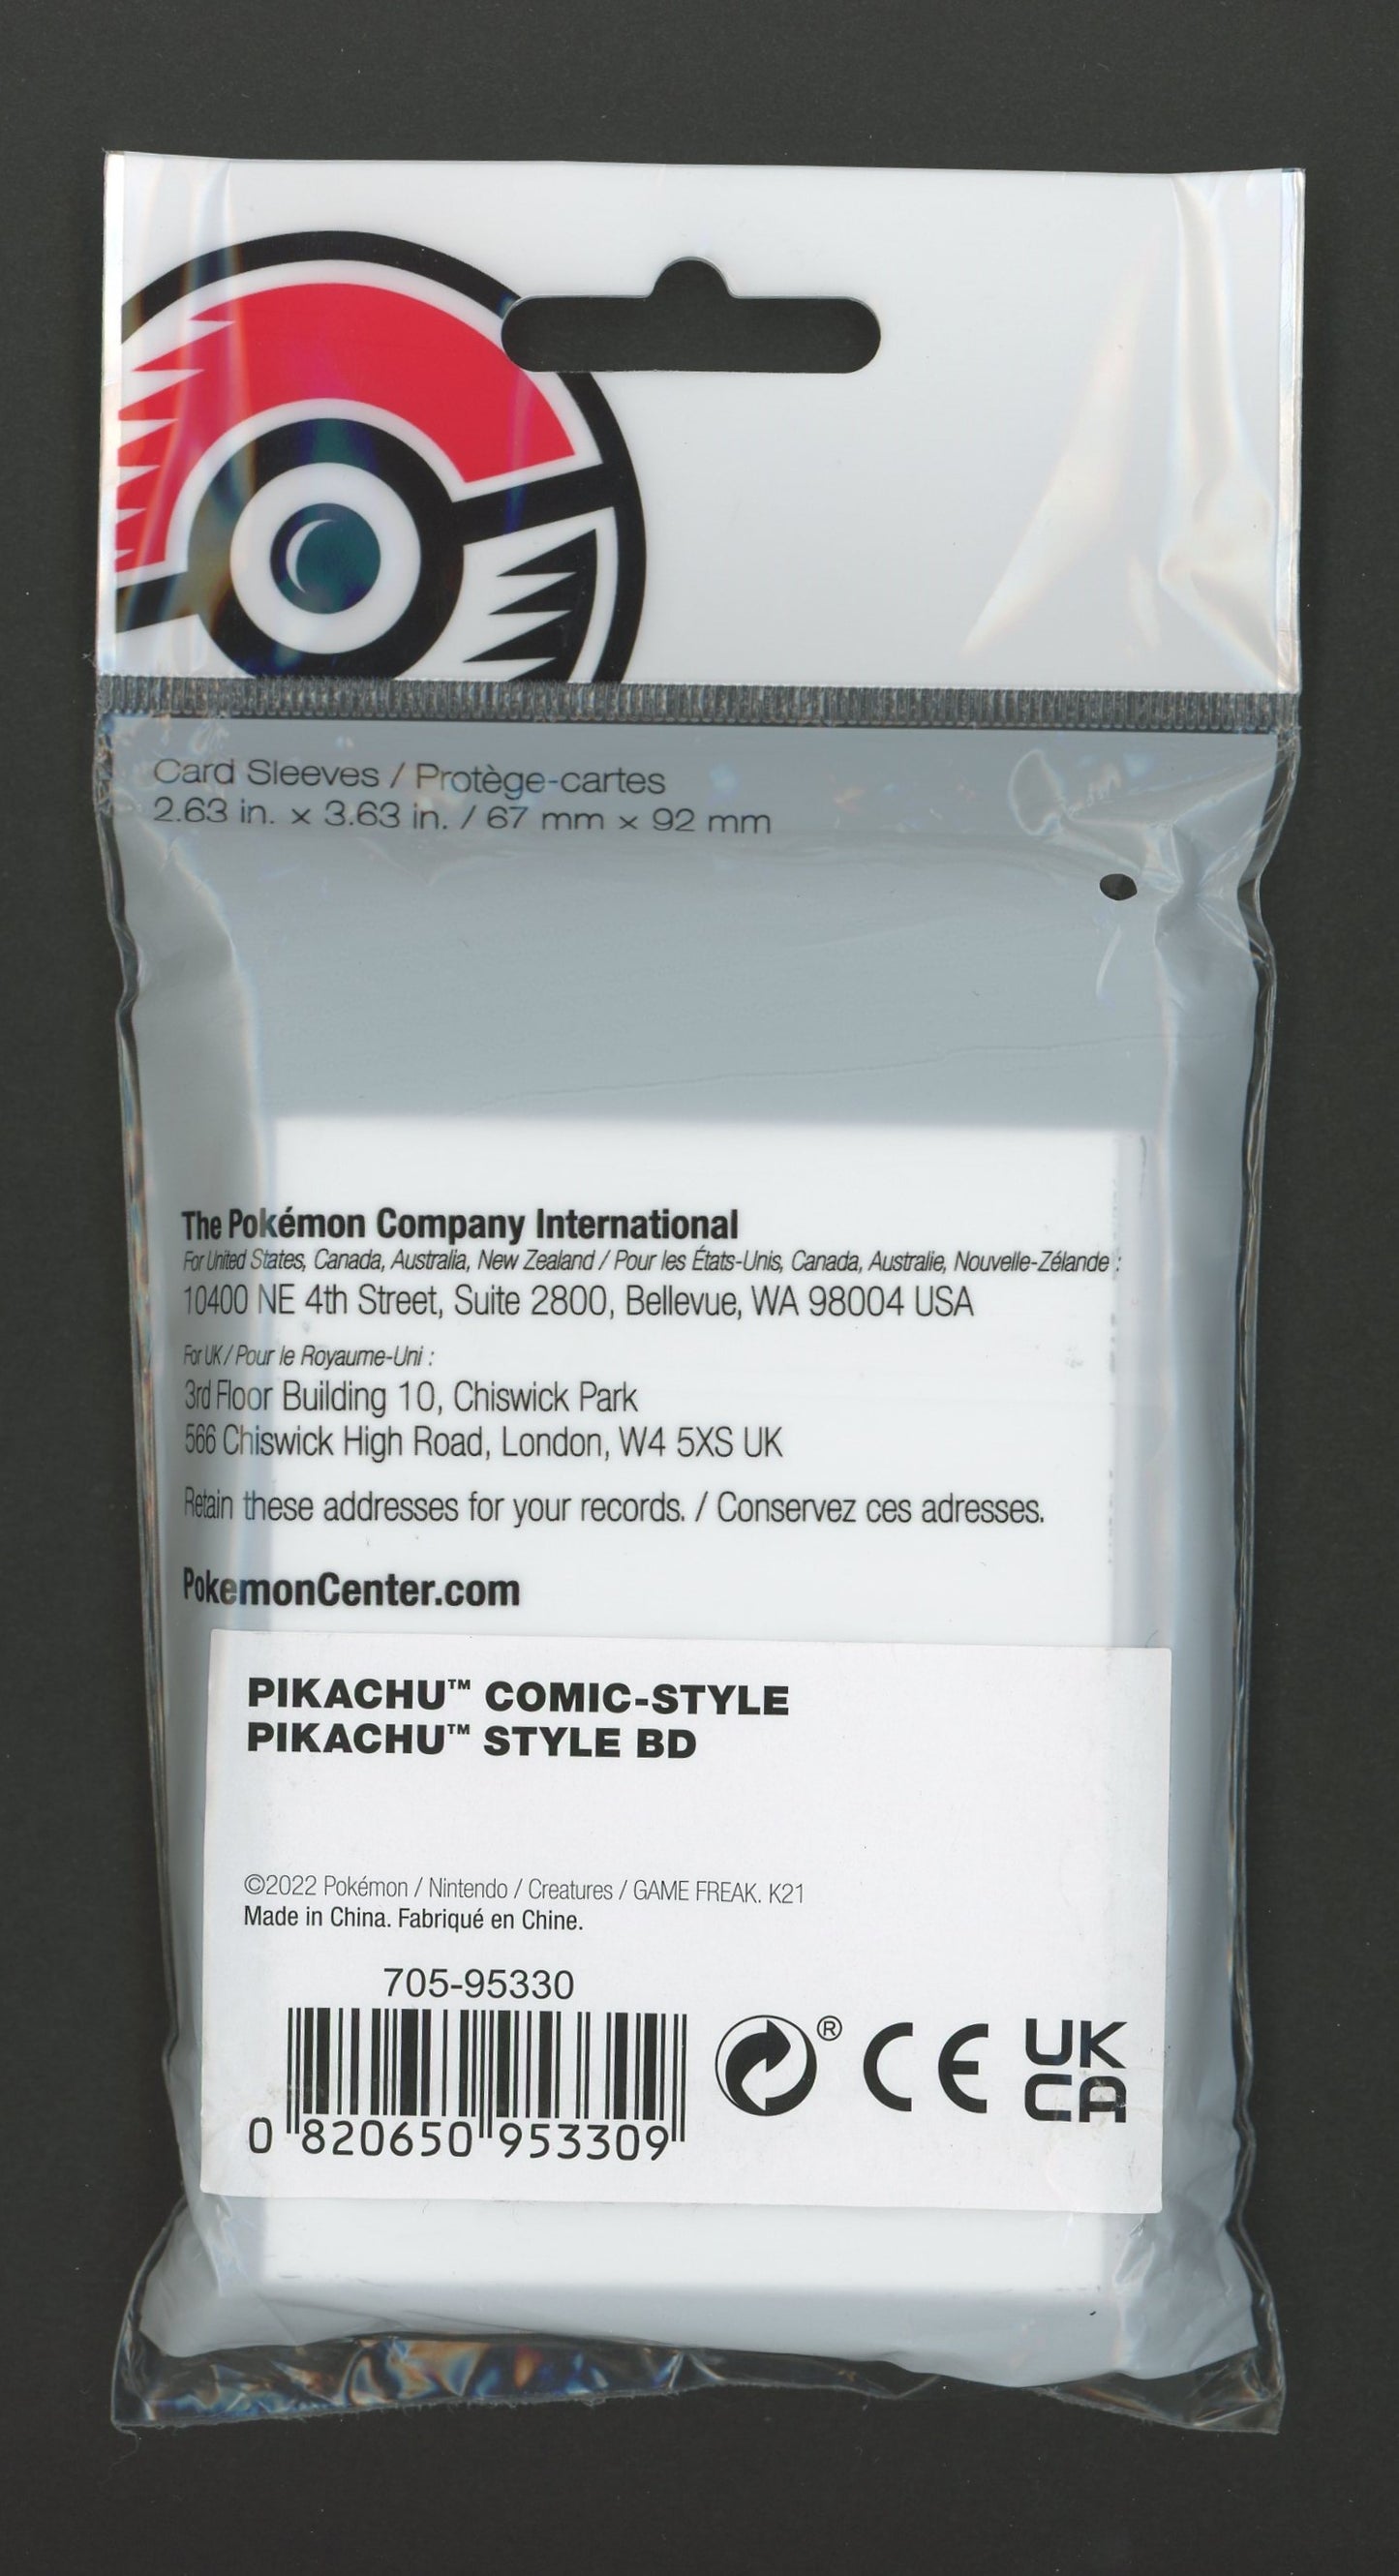 Card Sleeves / Protège-cartes
2.63 in. x 3.63 in. / 67 mm x 92 mm
The Pokémon Company International
For United States, Canada, Australia, New Zealand / Pour les États-Unis, Canada, Australie, Nouvelle-Zélande :
10400 NE 4th Street, Suite 2800, Bellevue, WA 98004 USA
For UK / Pour le Royaume-Uni :
3rd Floor Building 10, Chiswick Park
566 Chiswick High Road, London, W4 5XS UK
Retain these addresses for your records. / Conservez ces adresses.
PokemonCenter.com
PIKACHU™ COMIC-STYLE
PIKACHU™ STYLE BD
©2022 Pokémon / Nintendo / Creatures / GAME FREAK. K21
Made in China. Fabriqué en Chine.
705-95330
® CE UK
CA
0 820650 953309